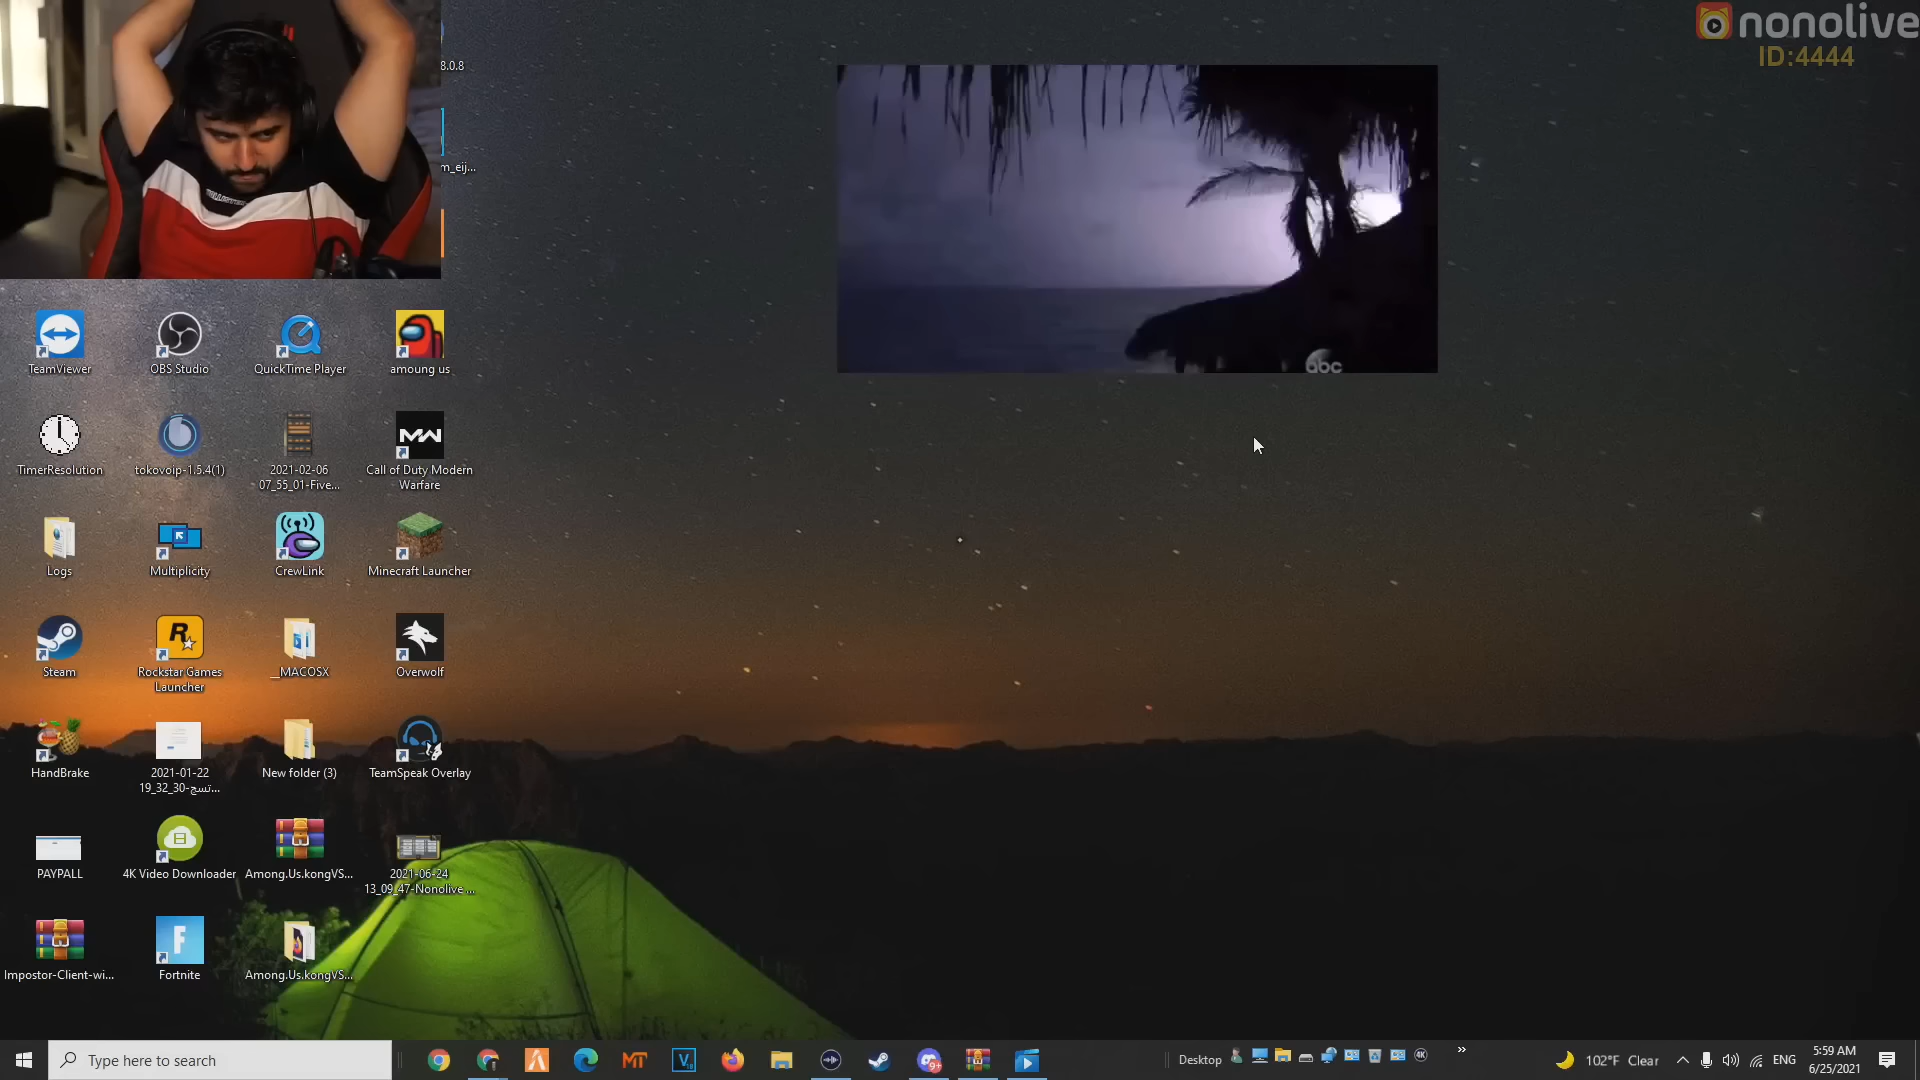 nonolive
ID:4444
3.0.8
m_eij...
abc
TeamViewer
OBS Studio
QuickTime Player
amoung us
TimerResolution
tokovoip-1.5.4(1)
2021-02-06
07_55_01-Five...
Call of Duty Modern
Warfare
Logs
Multiplicity
CrewLink
Minecraft Launcher
Steam
Rockstar Games
Launcher
__MACOSX
Overwolf
HandBrake
2021-01-22
19_32_30-تسج...
New folder (3)
TeamSpeak Overlay
PAYPALL
4K Video Downloader
Among.Us.kongVS...
2021-06-24
13_09_47-Nonolive ...
Impostor-Client-wi...
Fortnite
Among.Us.kongVS...
Type here to search
Desktop
102°F Clear
ENG
5:59 AM
6/25/2021